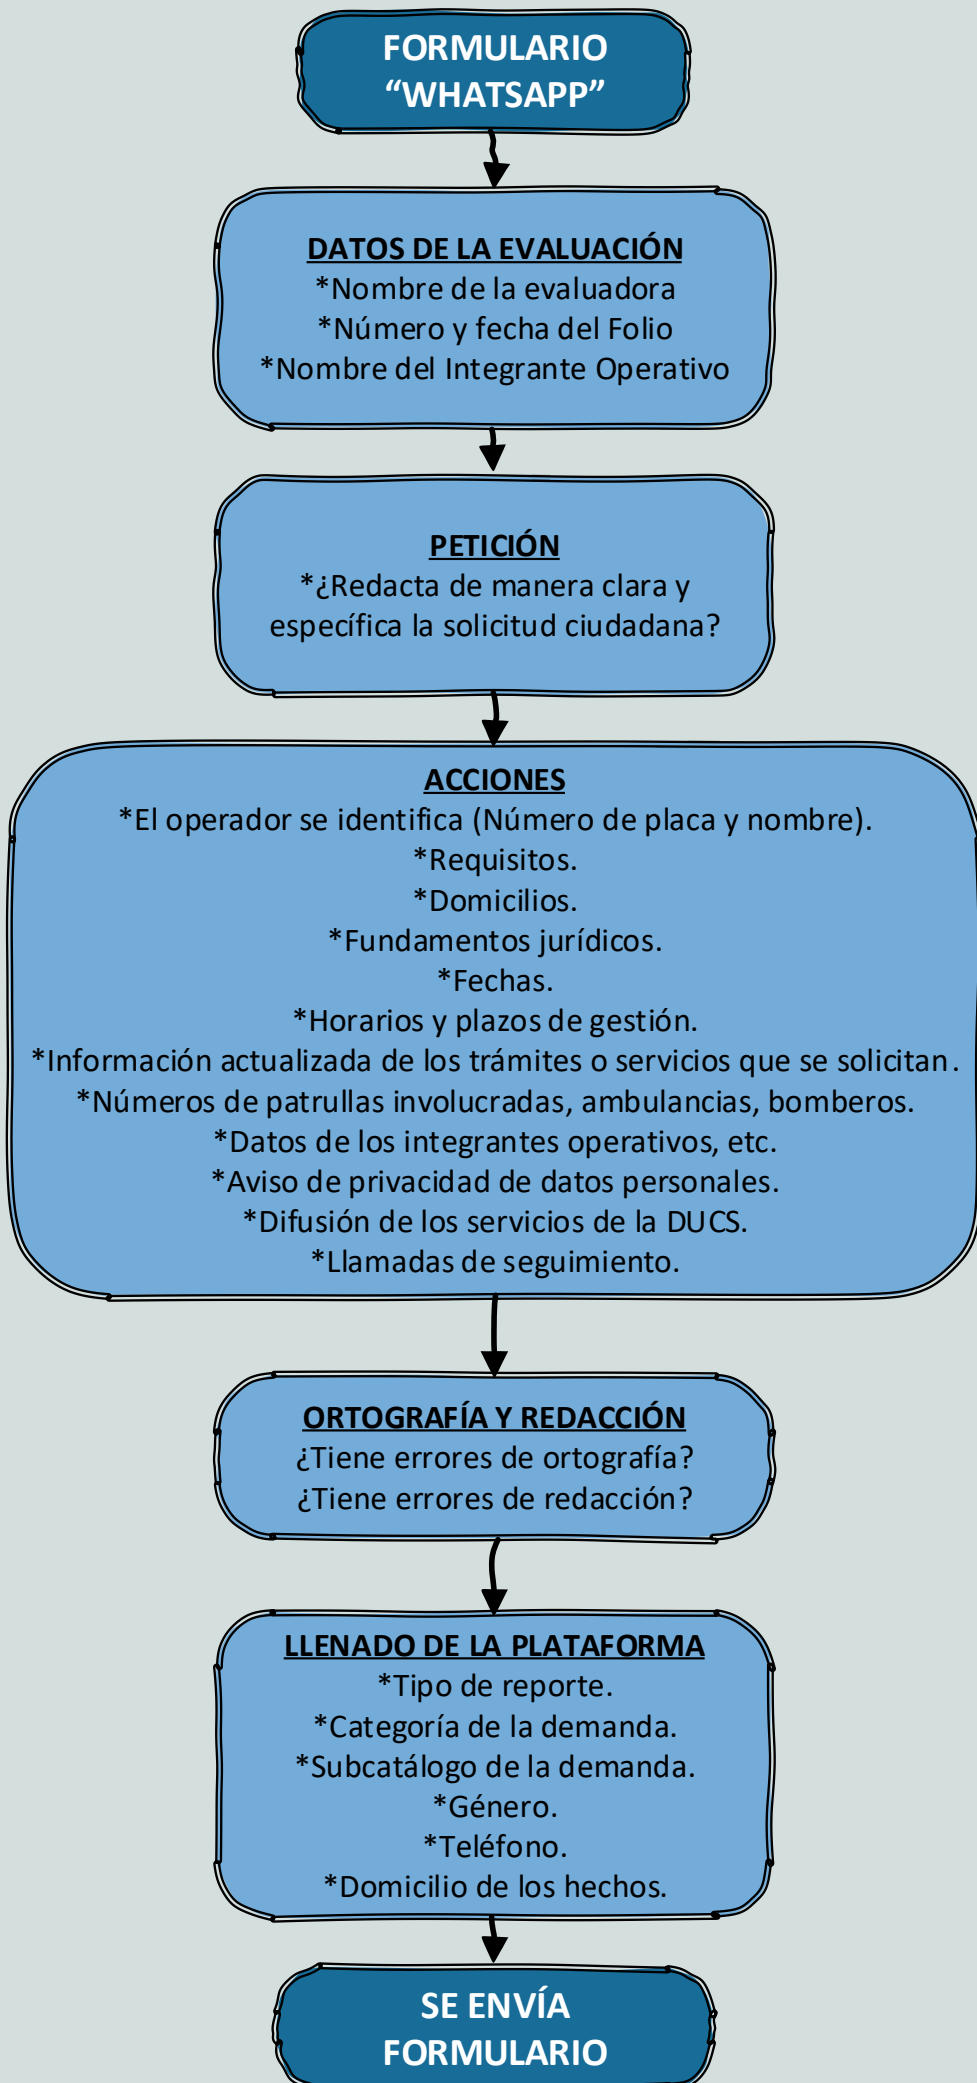 FORMULARIO
“WHATSAPP”
DATOS DE LA EVALUACIÓN
*Nombre de la evaluadora
*Número y fecha del Folio
*Nombre del Integrante Operativo
PETICIÓN
*¿Redacta de manera clara y
específica la solicitud ciudadana?
ACCIONES
*El operador se identifica (Número de placa y nombre).
*Requisitos.
*Domicilios.
*Fundamentos jurídicos.
*Fechas.
*Horarios y plazos de gestión.
*Información actualizada de los trámites o servicios que se solicitan.
*Números de patrullas involucradas, ambulancias, bomberos.
*Datos de los integrantes operativos, etc.
*Aviso de privacidad de datos personales.
*Difusión de los servicios de la DUCS.
*Llamadas de seguimiento.
ORTOGRAFÍA Y REDACCIÓN
¿Tiene errores de ortografía?
¿Tiene errores de redacción?
LLENADO DE LA PLATAFORMA
*Tipo de reporte.
*Categoría de la demanda.
*Subcatálogo de la demanda.
*Género.
*Teléfono.
*Domicilio de los hechos.
SE ENVÍA
FORMULARIO